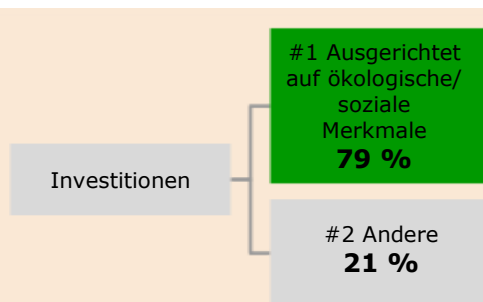 #1 Ausgerichtet
auf ökologische/
soziale
Merkmale
79 %
Investitionen
#2 Andere
21 %